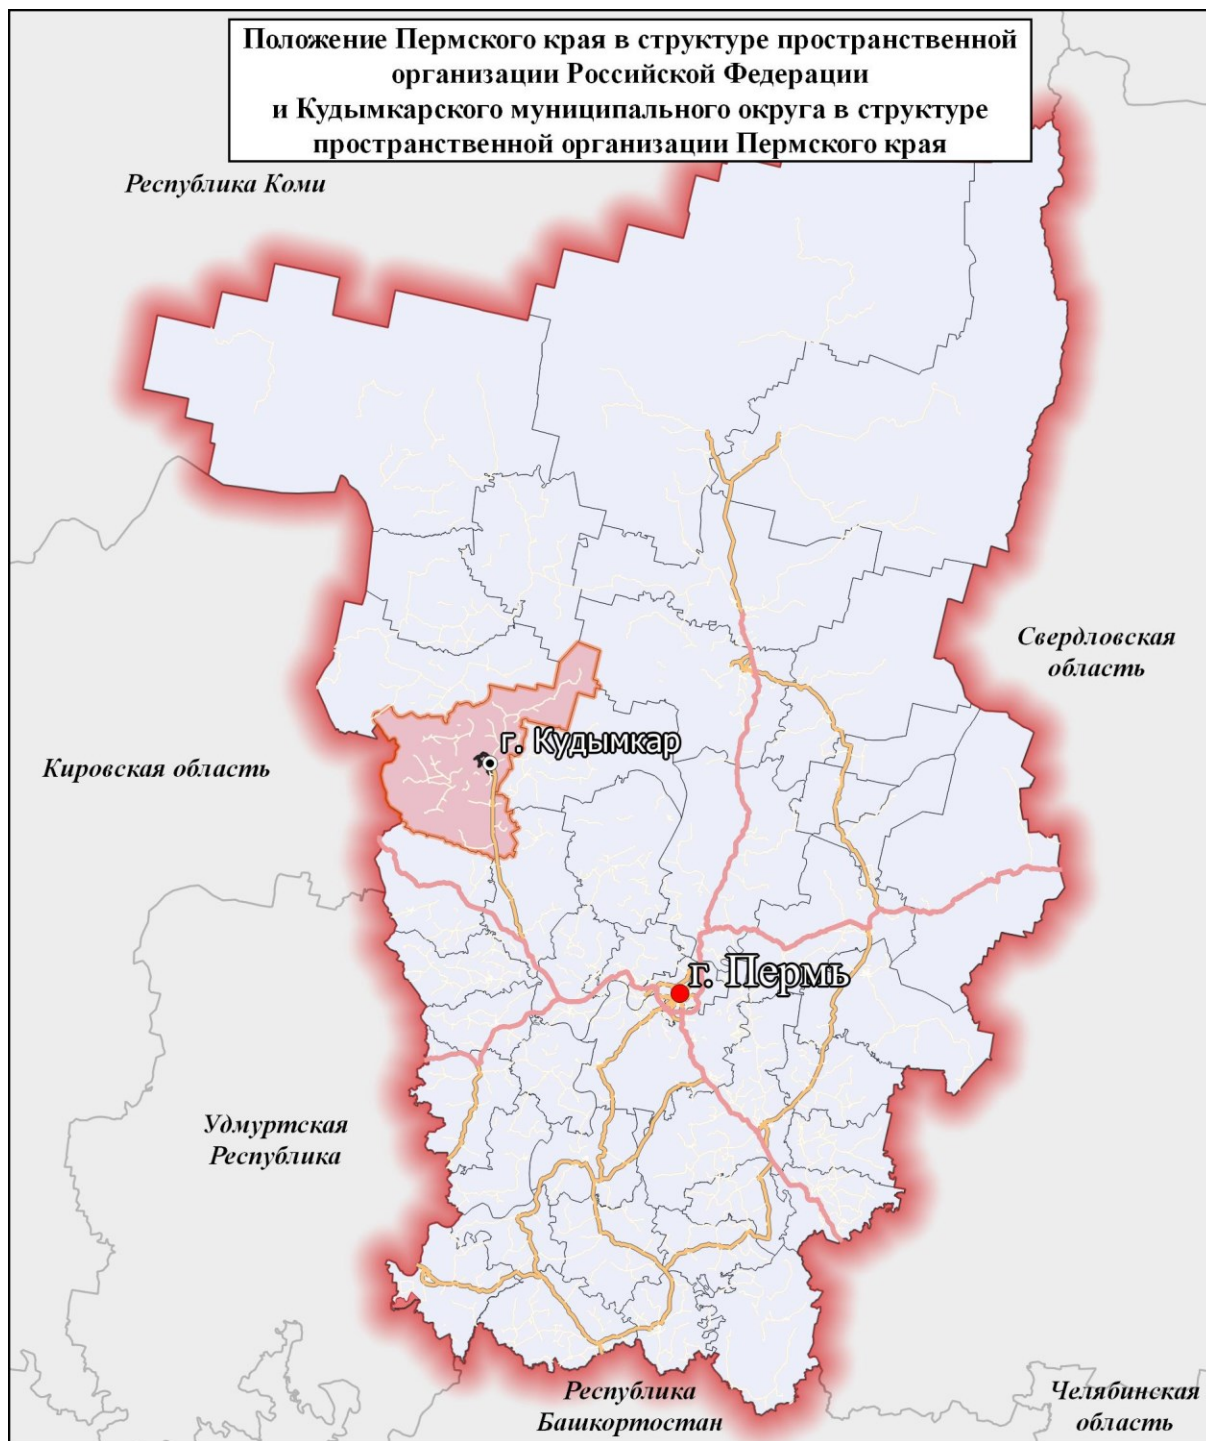 Положение Пермского края в структуре пространственной
организации Российской Федерации
и Кудымкарского муниципального округа в структуре
пространственной организации Пермского края
Республика Коми
Свердловская
область
г. Кудымкар
Кировская область
г. Пермь
Удмуртская
Республика
Республика
Башкортостан
Челябинская
область